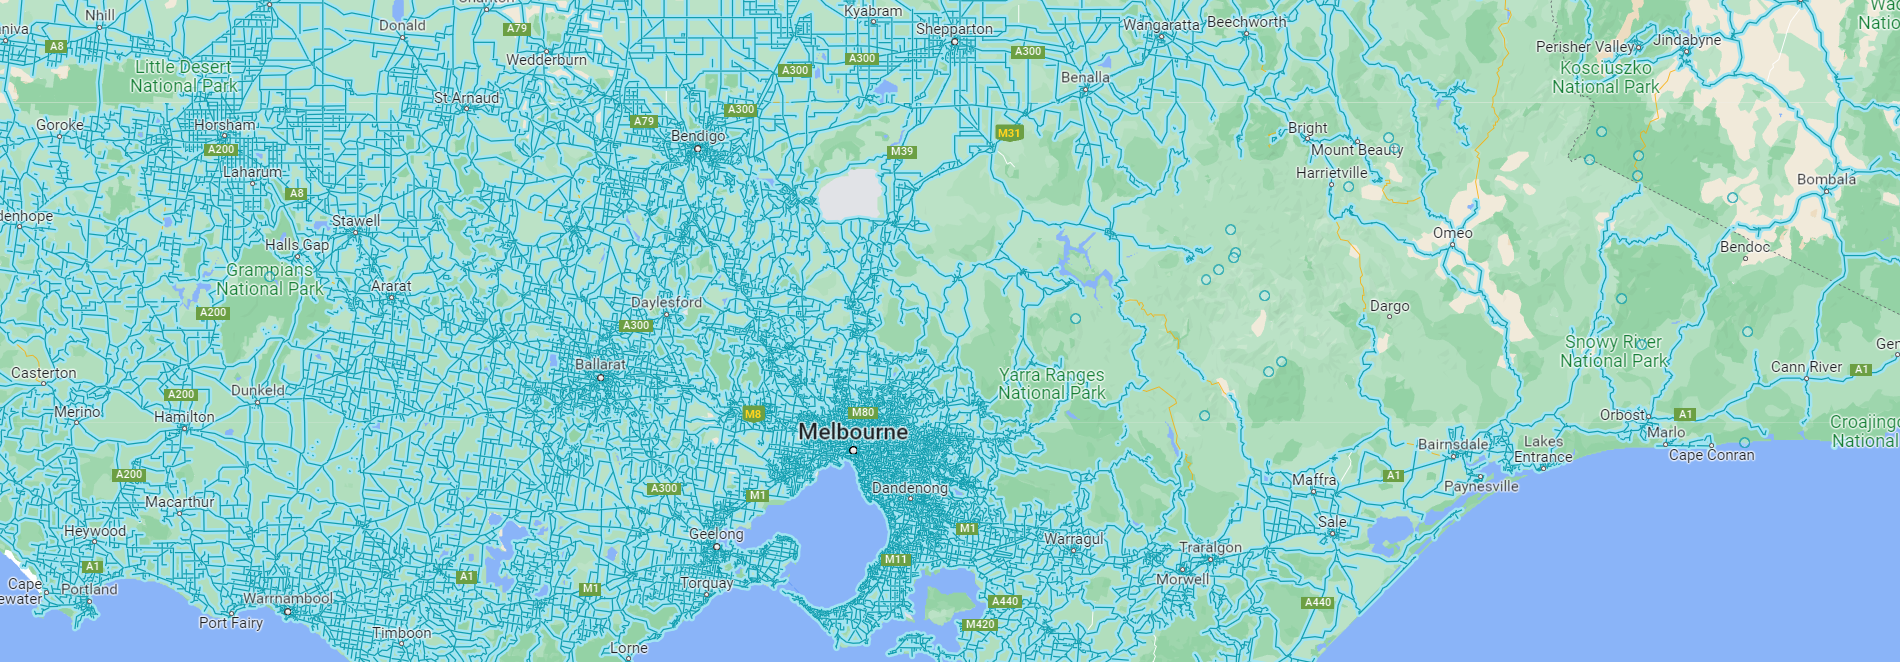 Nhill
Donald
Kyabram
Shepparton
Wangaratta
Beechworth
Perisher Valley
Jindabyne
A8
A79
Wedderburn
A300
A300
A300
Benalla
Kosciuszko
National Park
Little Desert
National Park
St Arnaud
A300
Goroke
Horsham
A79
Bendigo
M31
Bright
A200
M39
Mount Beauty
Laharum
Harrietville
Bombala
A8
Stawell
Halls Gap
Omeo
Bendoc
Grampians
National Park
Ararat
Daylesford
Dargo
A200
A300
Snowy River
National Park
Ballarat
Casterton
Yarra Ranges
National Park
Cann River
A1
Dunkeld
A200
Merino
Hamilton
M8
M80
Orbost
A1
Melbourne
Marlo
Bairnsdale
Lakes
Entrance
Cape Conran
A200
A300
M1
Dandenong
Maffra
A1
Paynesville
Macarthur
Heywood
Geelong
M1
Warragul
Sale
Traralgon
A1
A1
M1
M11
Torquay
Morwell
Cape
Portland
Warrnambool
A440
A440
Port Fairy
M420
Timboon
Lorne